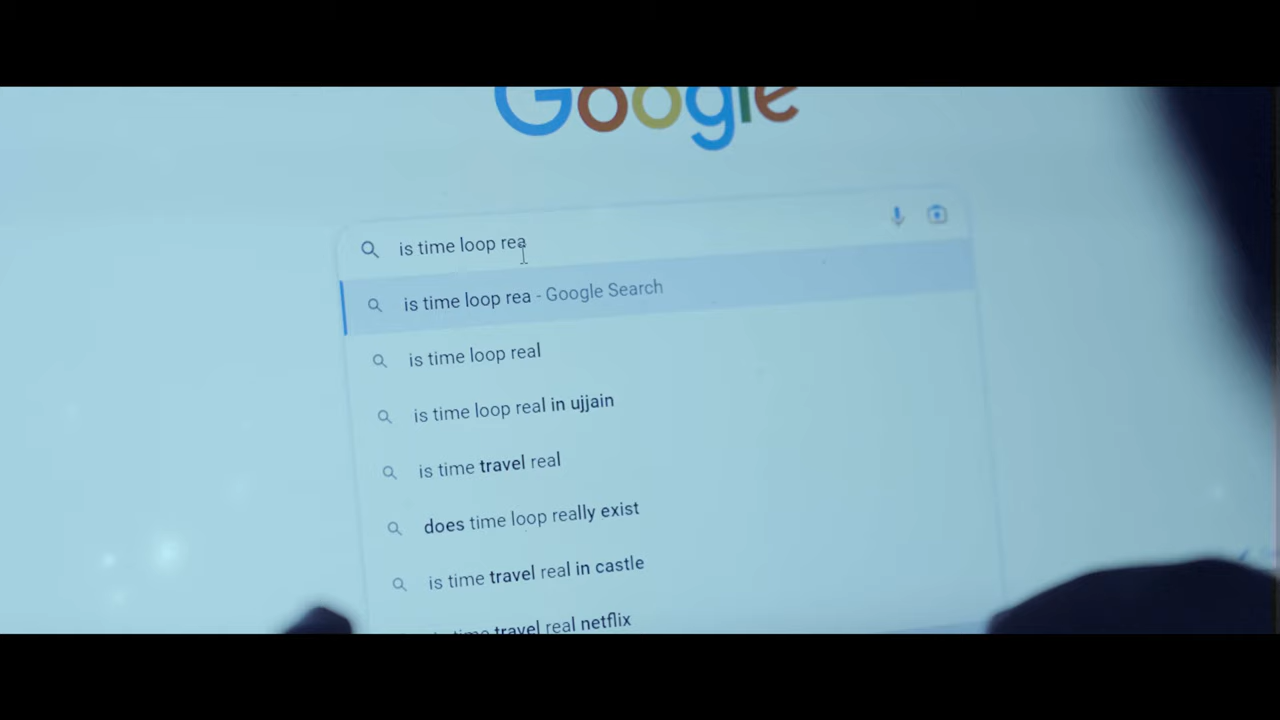 Google
is time loop rea
is time loop rea - Google Search
is time loop real
is time loop real in ujjain
is time travel real
does time loop really exist
is time travel real in castle
is time travel real netflix